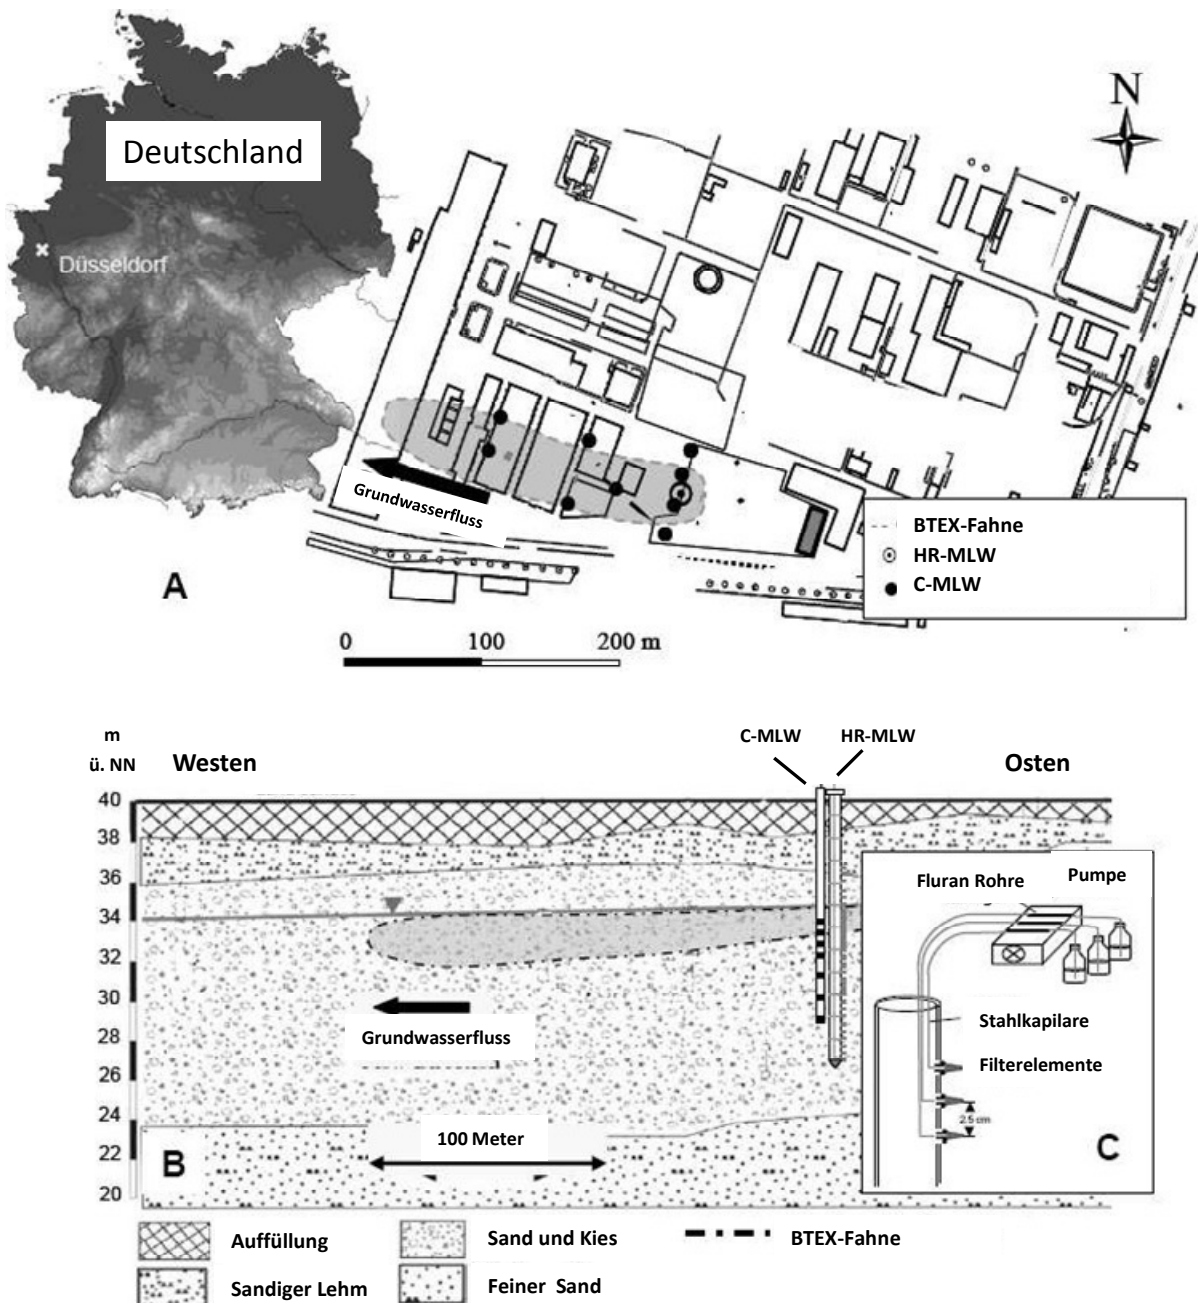 Deutschland
N
Düsseldorf
Grundwasserfluss
BTEX-Fahne
HR-MLW
C-MLW
A
0 100 200 m
m
ü. NN
Westen
C-MLW
HR-MLW
Osten
40
38
36
34
32
30
28
26
24
22
20
Grundwasserfluss
100 Meter
B
Fluran Rohre
Pumpe
Stahlkapilare
Filterelemente
2.5 cm
C
Auffüllung
Sand und Kies
BTEX-Fahne
Sandiger Lehm
Feiner Sand